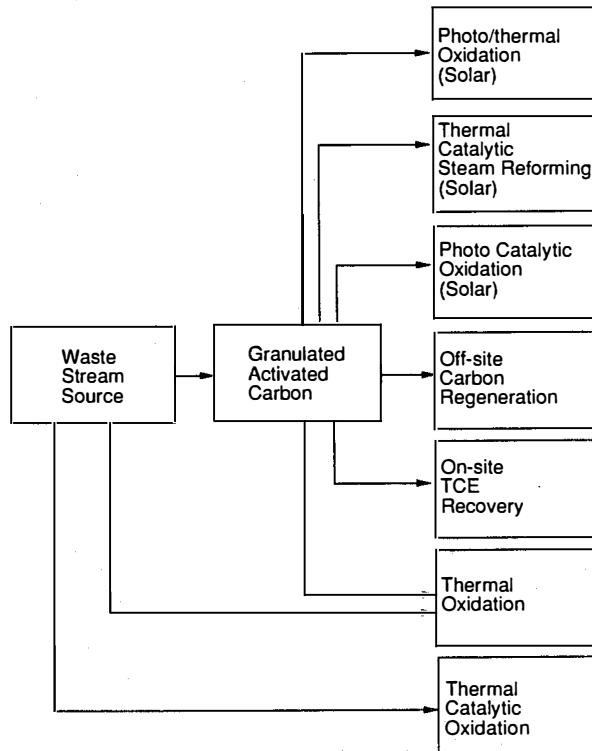 Photo/thermal
Oxidation
(Solar)
Thermal
Catalytic
Steam Reforming
(Solar)
Photo Catalytic
Oxidation
(Solar)
Waste
Stream
Source
Granulated
Activated
Carbon
Off-site
Carbon
Regeneration
On-site
TCE
Recovery
Thermal
Oxidation
Thermal
Catalytic
Oxidation